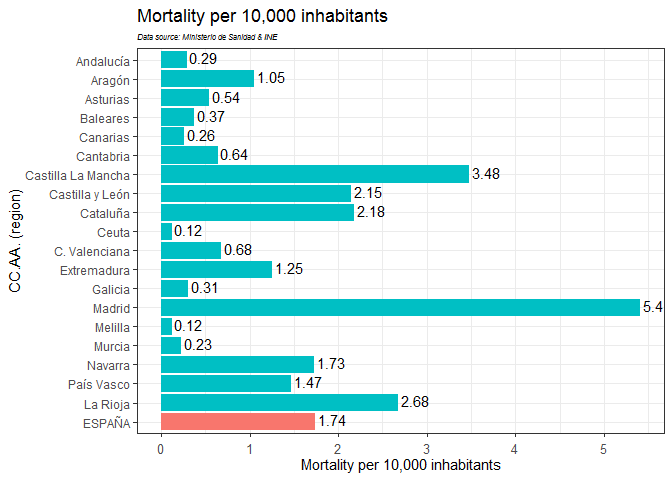 Mortality per 10,000 inhabitants
Data source: Ministerio de Sanidad & INE
CC.AA. (region)
Andalucía 0.29
Aragón 1.05
Asturias 0.54
Baleares 0.37
Canarias 0.26
Cantabria 0.64
Castilla La Mancha 3.48
Castilla y León 2.15
Cataluña 2.18
Ceuta 0.12
C. Valenciana 0.68
Extremadura 1.25
Galicia 0.31
Madrid 5.4
Melilla 0.12
Murcia 0.23
Navarra 1.73
País Vasco 1.47
La Rioja 2.68
ESPAÑA 1.74
0 1 2 3 4 5
Mortality per 10,000 inhabitants